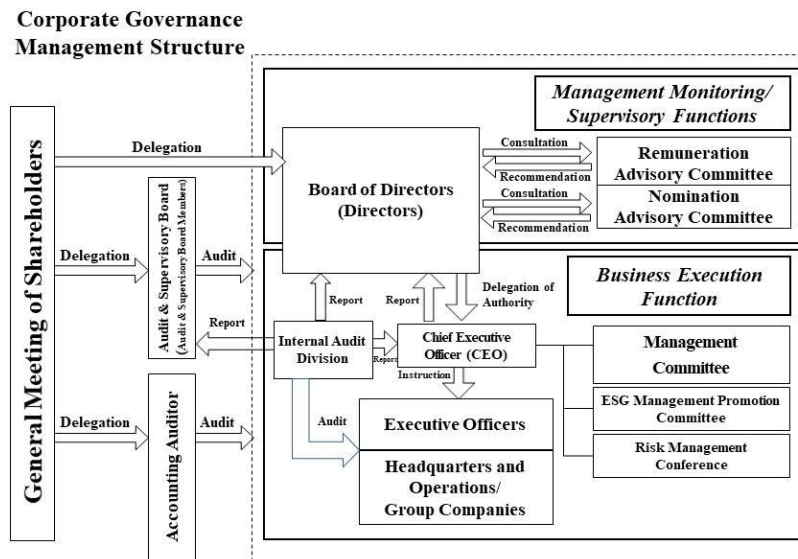 Corporate Governance
Management Structure
General Meeting of Shareholders
Delegation
Delegation
Delegation
Audit & Supervisory Board
(Audit & Supervisory Board Members)
Accounting Auditor
Audit
Audit
Management Monitoring/
Supervisory Functions
Board of Directors
(Directors)
Consultation
Recommendation
Consultation
Recommendation
Remuneration
Advisory Committee
Nomination
Advisory Committee
Business Execution
Function
Report
Report
Delegation of
Authority
Report
Internal Audit
Division
Report
Chief Executive
Officer (CEO)
Instruction
Audit
Executive Officers
Headquarters and
Operations/
Group Companies
Management
Committee
ESG Management Promotion
Committee
Risk Management
Conference